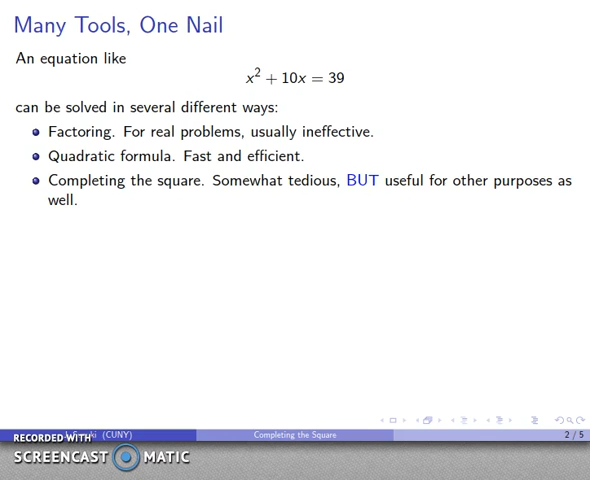 Many Tools, One Nail
An equation like
x² + 10x = 39
can be solved in several different ways:
Factoring. For real problems, usually ineffective.
Quadratic formula. Fast and efficient.
Completing the square. Somewhat tedious, BUT useful for other purposes as
well.
(CUNY) Completing the Square 2 / 5
RECORDED WITH
SCREENCAST MATIC